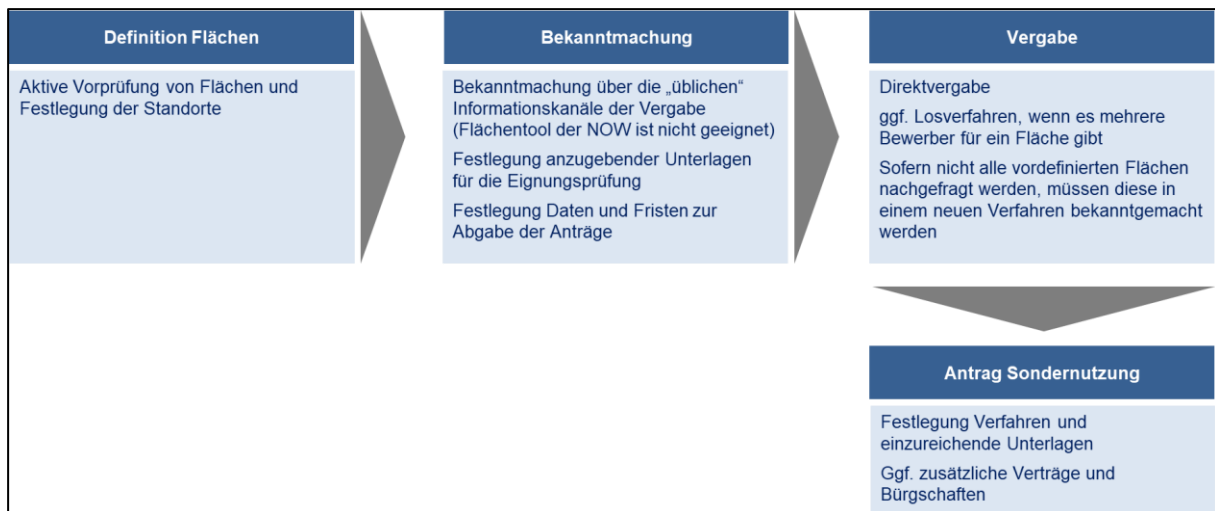 Definition Flächen
Aktive Vorprüfung von Flächen und
Festlegung der Standorte
Bekanntmachung
Bekanntmachung über die „üblichen“
Informationskanäle der Vergabe
(Flächentool der NOW ist nicht geeignet)
Festlegung anzugebender Unterlagen
für die Eignungsprüfung
Festlegung Daten und Fristen zur
Abgabe der Anträge
Vergabe
Direktvergabe
ggf. Losverfahren, wenn es mehrere
Bewerber für ein Fläche gibt
Sofern nicht alle vordefinierten Flächen
nachgefragt werden, müssen diese in
einem neuen Verfahren bekanntgemacht
werden
Antrag Sondernutzung
Festlegung Verfahren und
einzureichende Unterlagen
Ggf. zusätzliche Verträge und
Bürgschaften